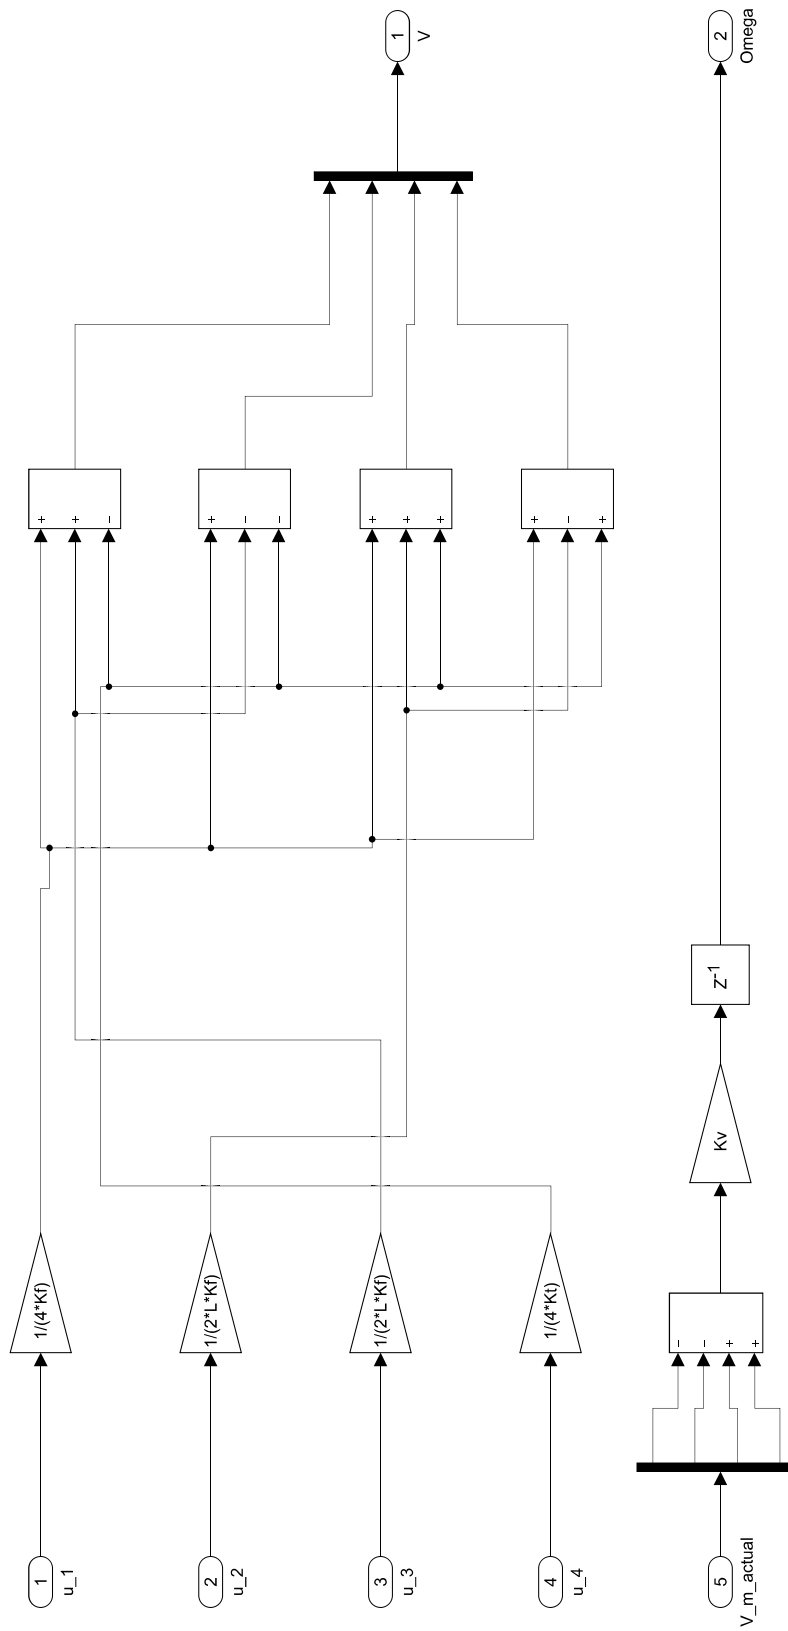 1
u_1
2
u_2
3
u_3
4
u_4
5
V_m_actual
1/(4*Kf)
1/(2*L*Kf)
1/(2*L*Kf)
1/(4*Kt)
+
+
−
+
−
−
+
+
+
+
−
+
−
−
+
+
Kv
Z-1
1
V
2
Omega